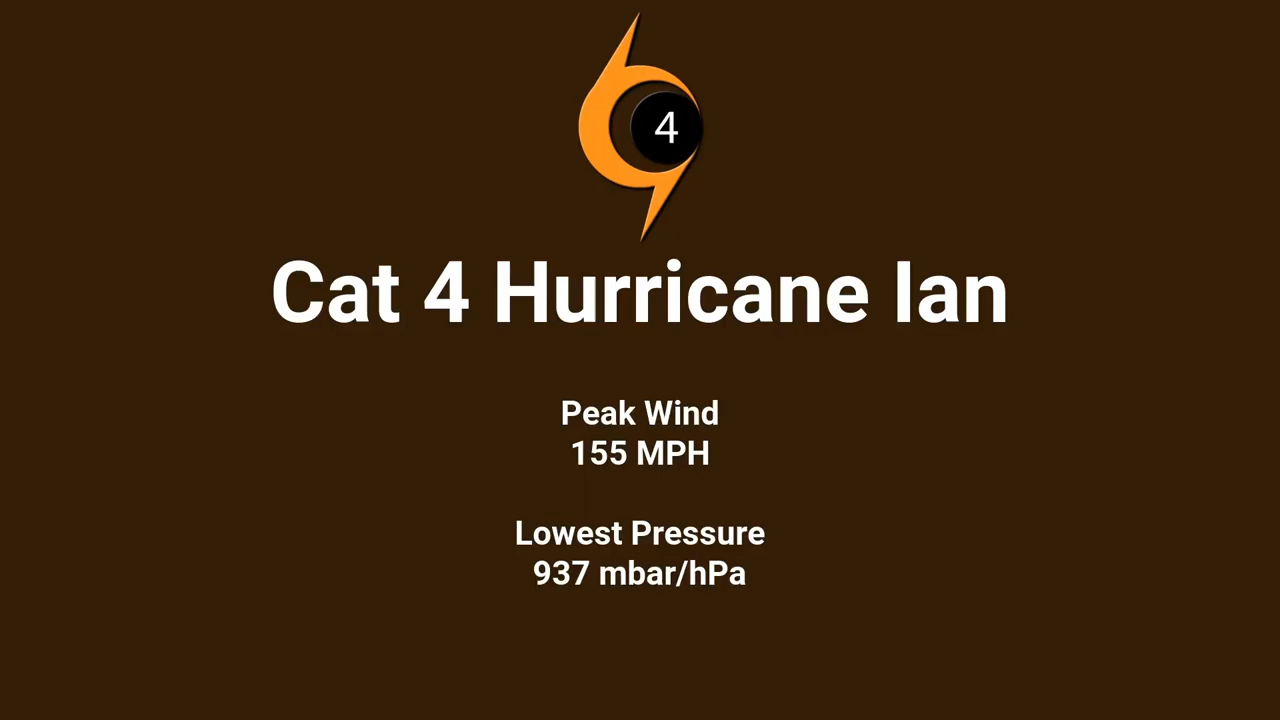 4
Cat 4 Hurricane Ian
Peak Wind
155 MPH
Lowest Pressure
937 mbar/hPa